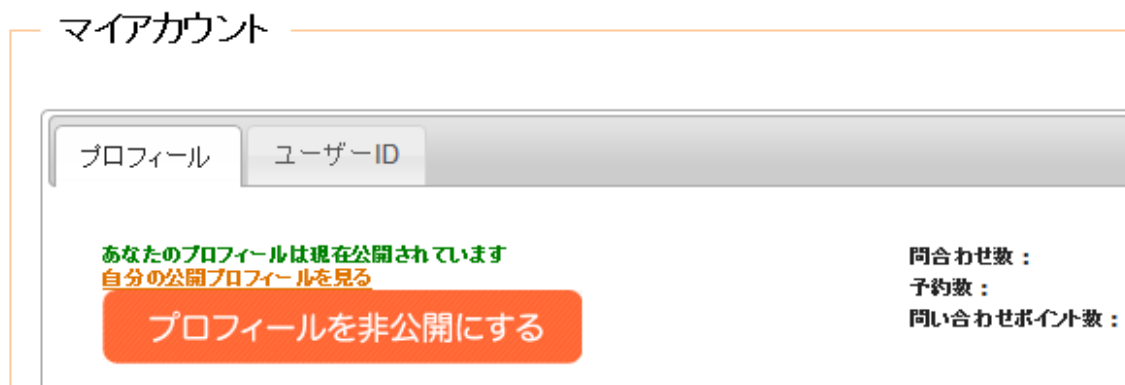 マイアカウント
プロフィール ユーザーID
あなたのプロフィールは現在公開されています
自分の公開プロフィールを見る
プロフィールを非公開にする
問合わせ数：
予約数：
問い合わせポイント数：